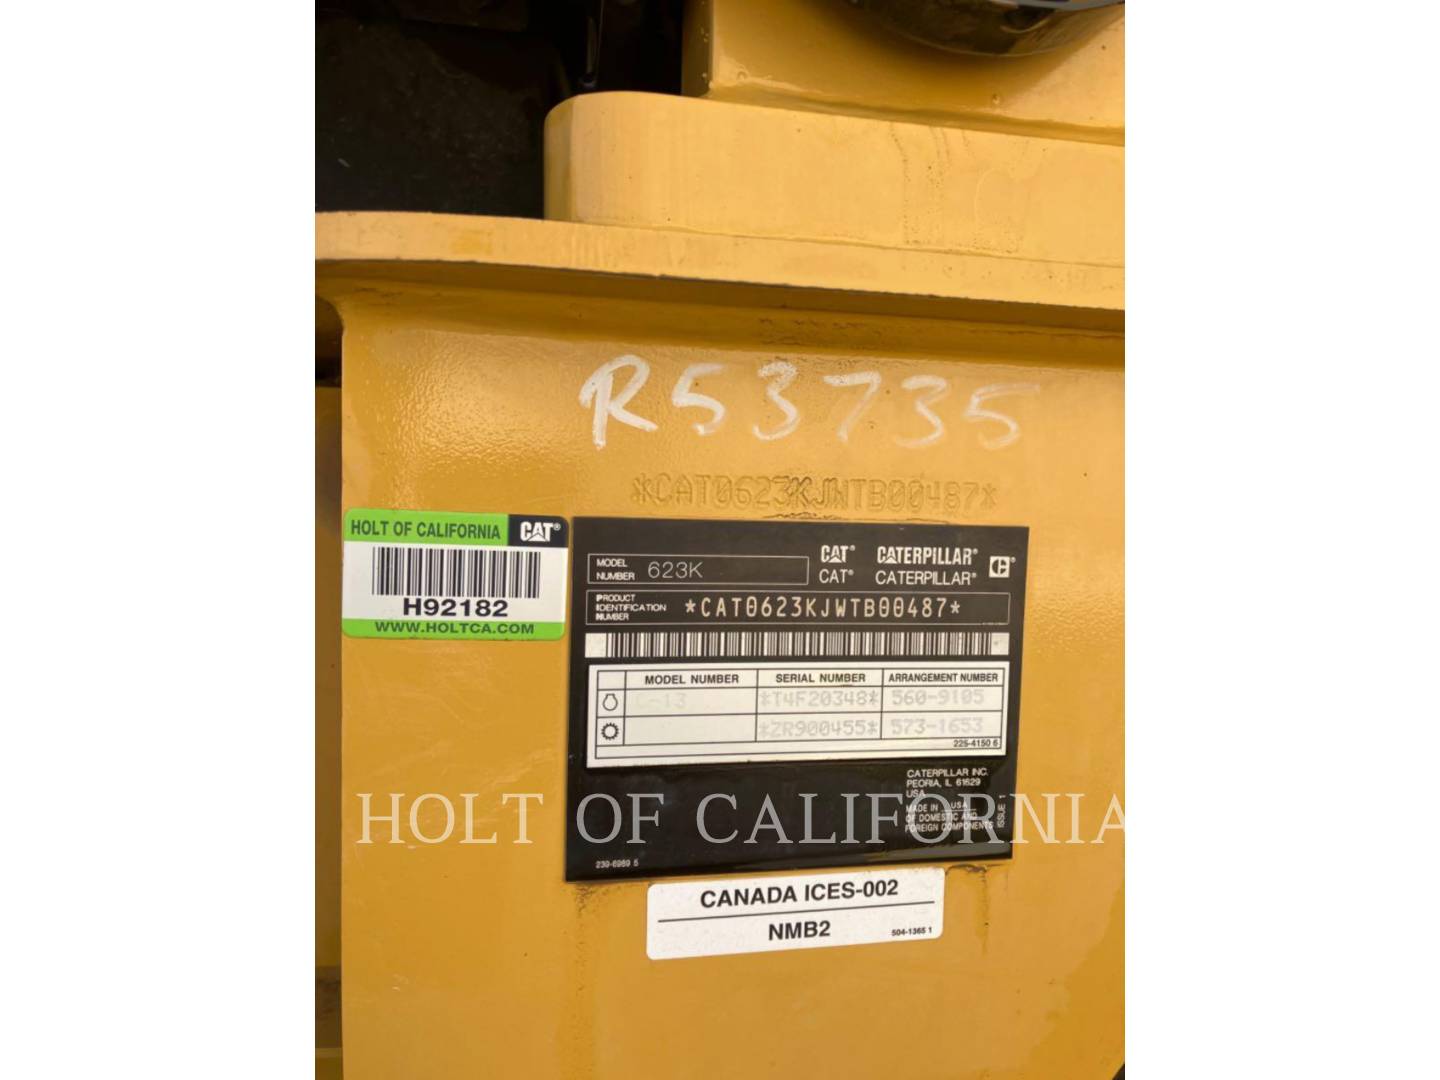 R53735
*CAT0623KJWTB00487*
HOLT OF CALIFORNIA CAT®
H92182
WWW.HOLTCA.COM
CAT® CATERPILLAR®
CAT® CATERPILLAR®
MODEL NUMBER 623K
PRODUCT IDENTIFICATION NUMBER *CAT0623KJWTB00487*
MODEL NUMBER SERIAL NUMBER ARRANGEMENT NUMBER
C-13 *T4F20348* 560-9105
*ZR900455* 573-1653
225-4150 6
CATERPILLAR INC.
PEORIA, IL 61629
USA
MADE IN USA
OF DOMESTIC AND
FOREIGN COMPONENTS
ISSUE 1
HOLT OF CALIFORNIA
239-6989 5
CANADA ICES-002
NMB2
504-1365 1